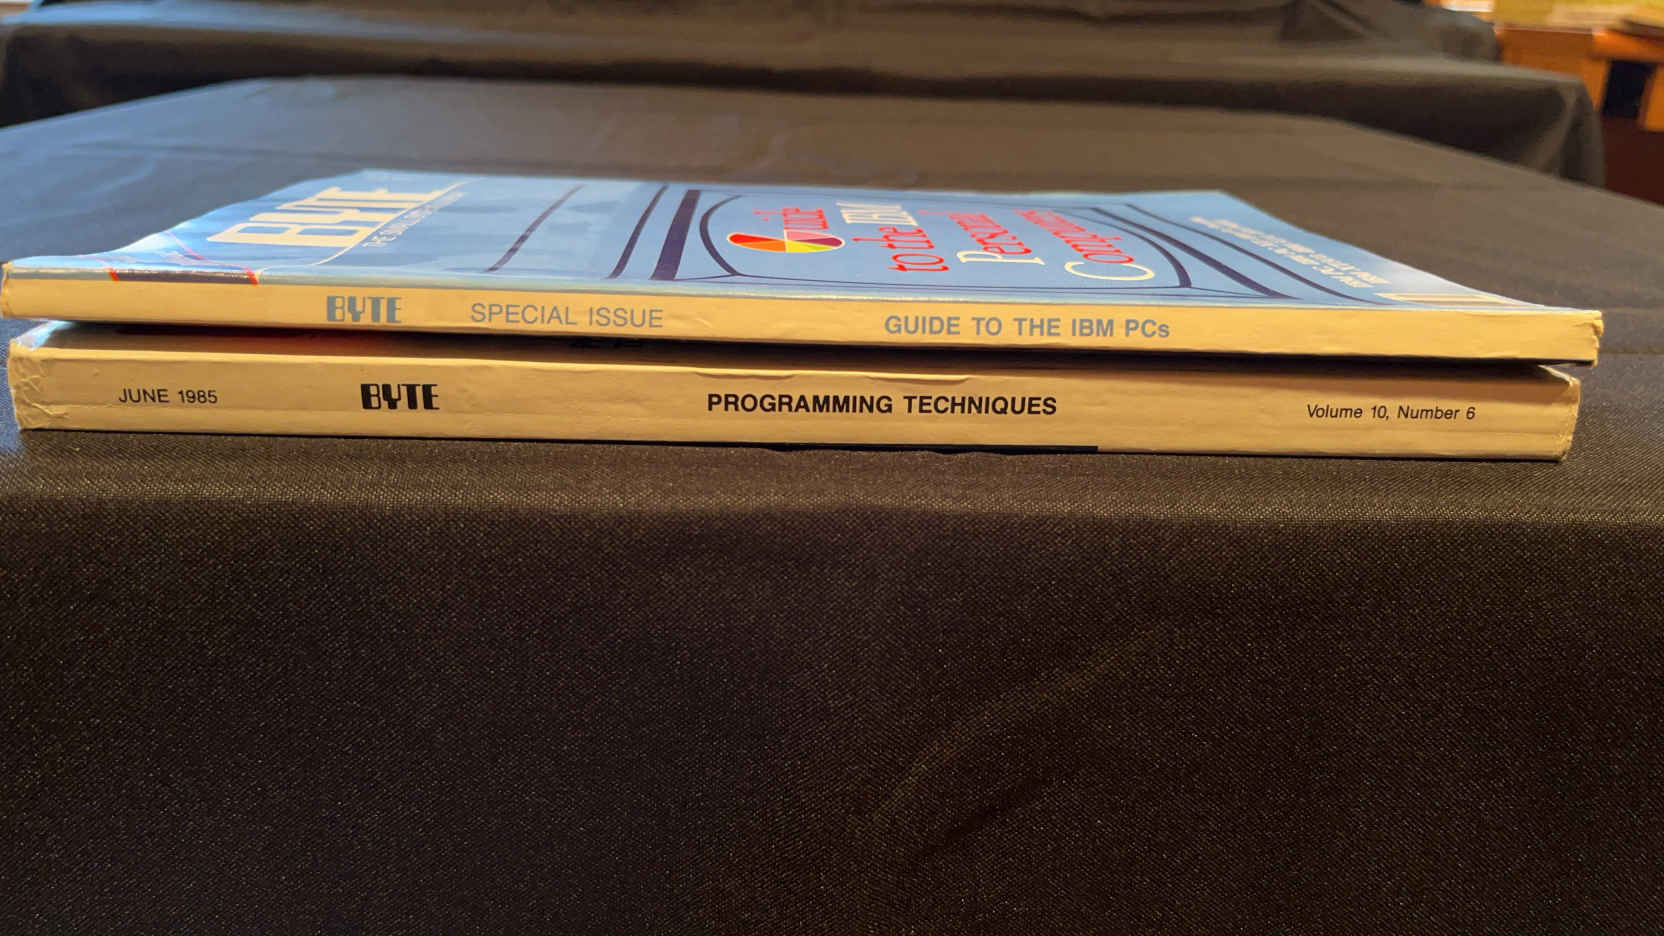 BYTE
Guide
to the IBM
Personal
Computers
BYTE SPECIAL ISSUE GUIDE TO THE IBM PCs
JUNE 1985 BYTE PROGRAMMING TECHNIQUES Volume 10, Number 6